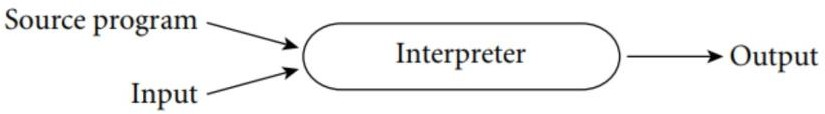 Source program
Interpreter
Output
Input